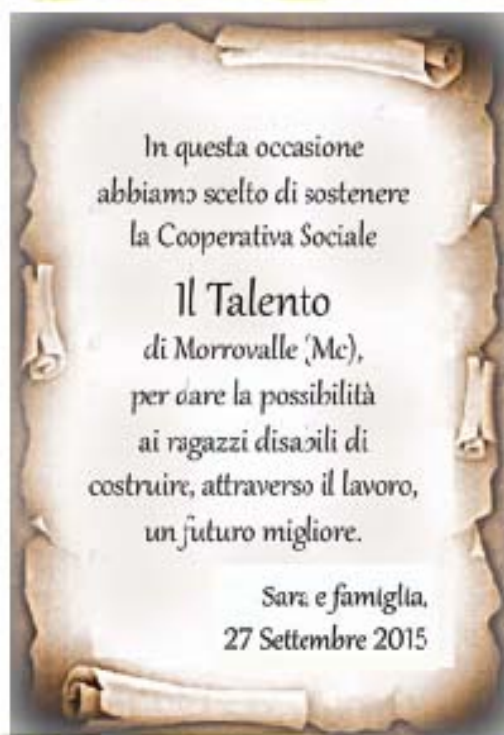 In questa occasione
abbiamo scelto di sostenere
la Cooperativa Sociale
Il Talento
di Morrovalle (Mc),
per dare la possibilità
ai ragazzi disabili di
costruire, attraverso il lavoro,
un futuro migliore.
Sara e famiglia,
27 Settembre 2015